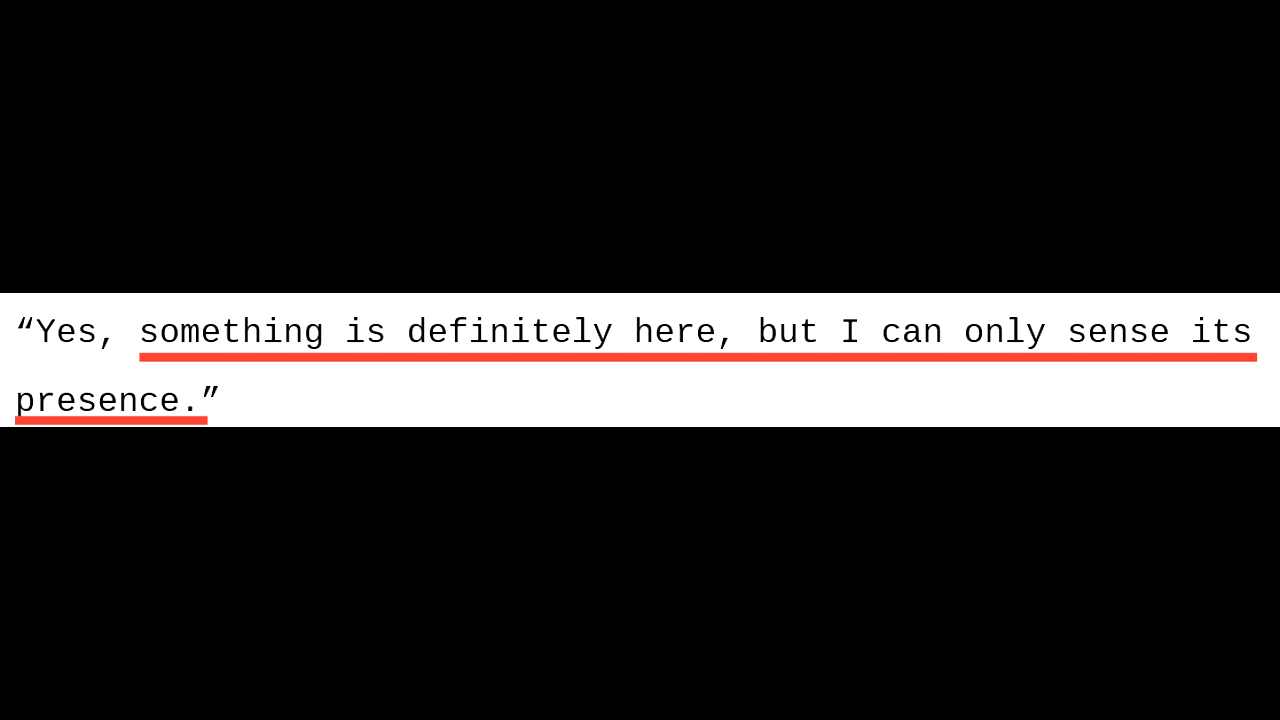 “Yes, something is definitely here, but I can only sense its
presence.”